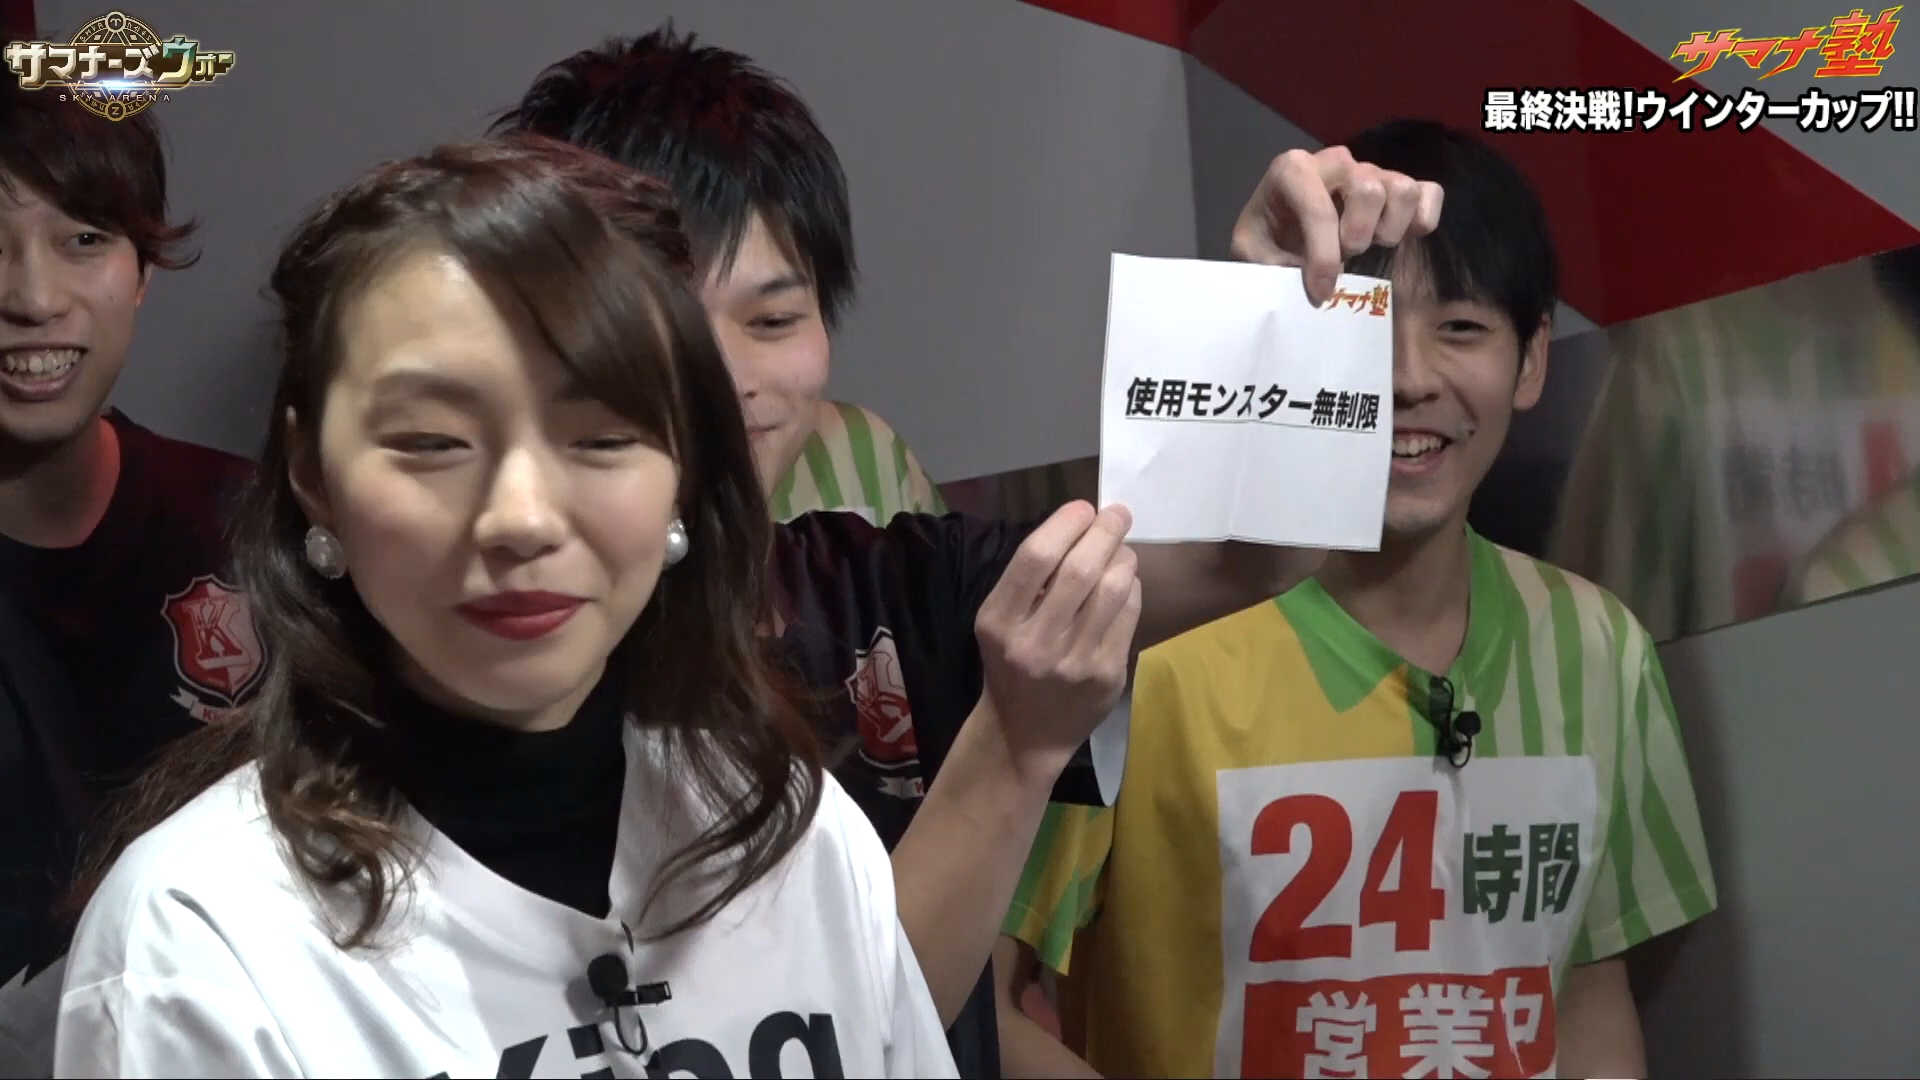 サマナーズウォー
SKY ARENA
サマナ塾
最終決戦!ウインターカップ!!
サマナ塾
使用モンスター無制限
K
K
24時間
営業中
King